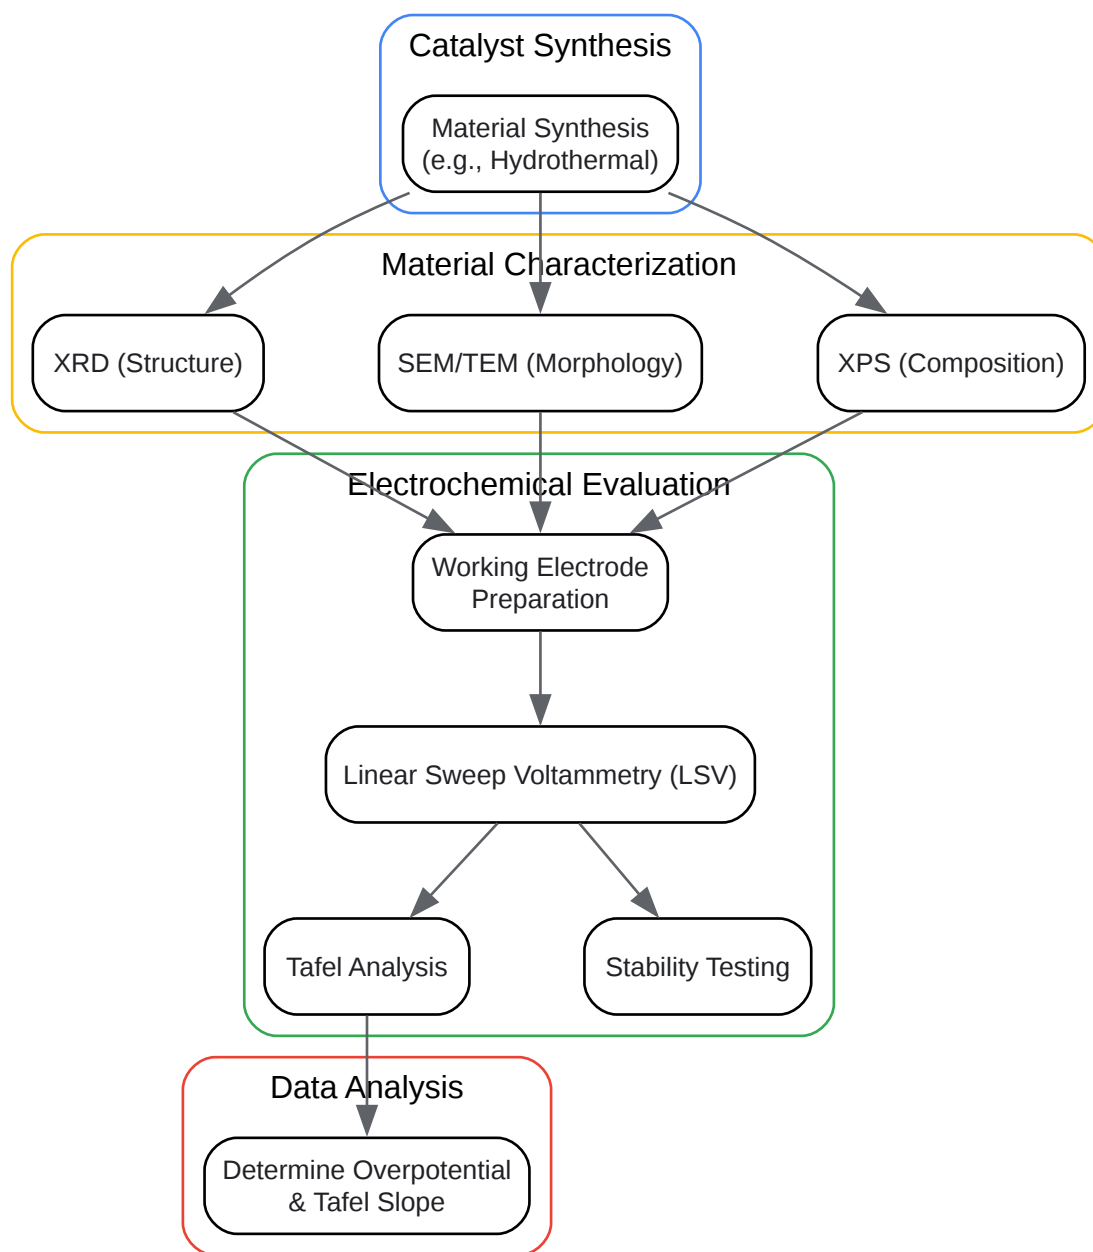 Catalyst Synthesis
Material Synthesis
(e.g., Hydrothermal)
Material Characterization
XRD (Structure)
SEM/TEM (Morphology)
XPS (Composition)
Electrochemical Evaluation
Working Electrode
Preparation
Linear Sweep Voltammetry (LSV)
Tafel Analysis
Stability Testing
Data Analysis
Determine Overpotential
& Tafel Slope